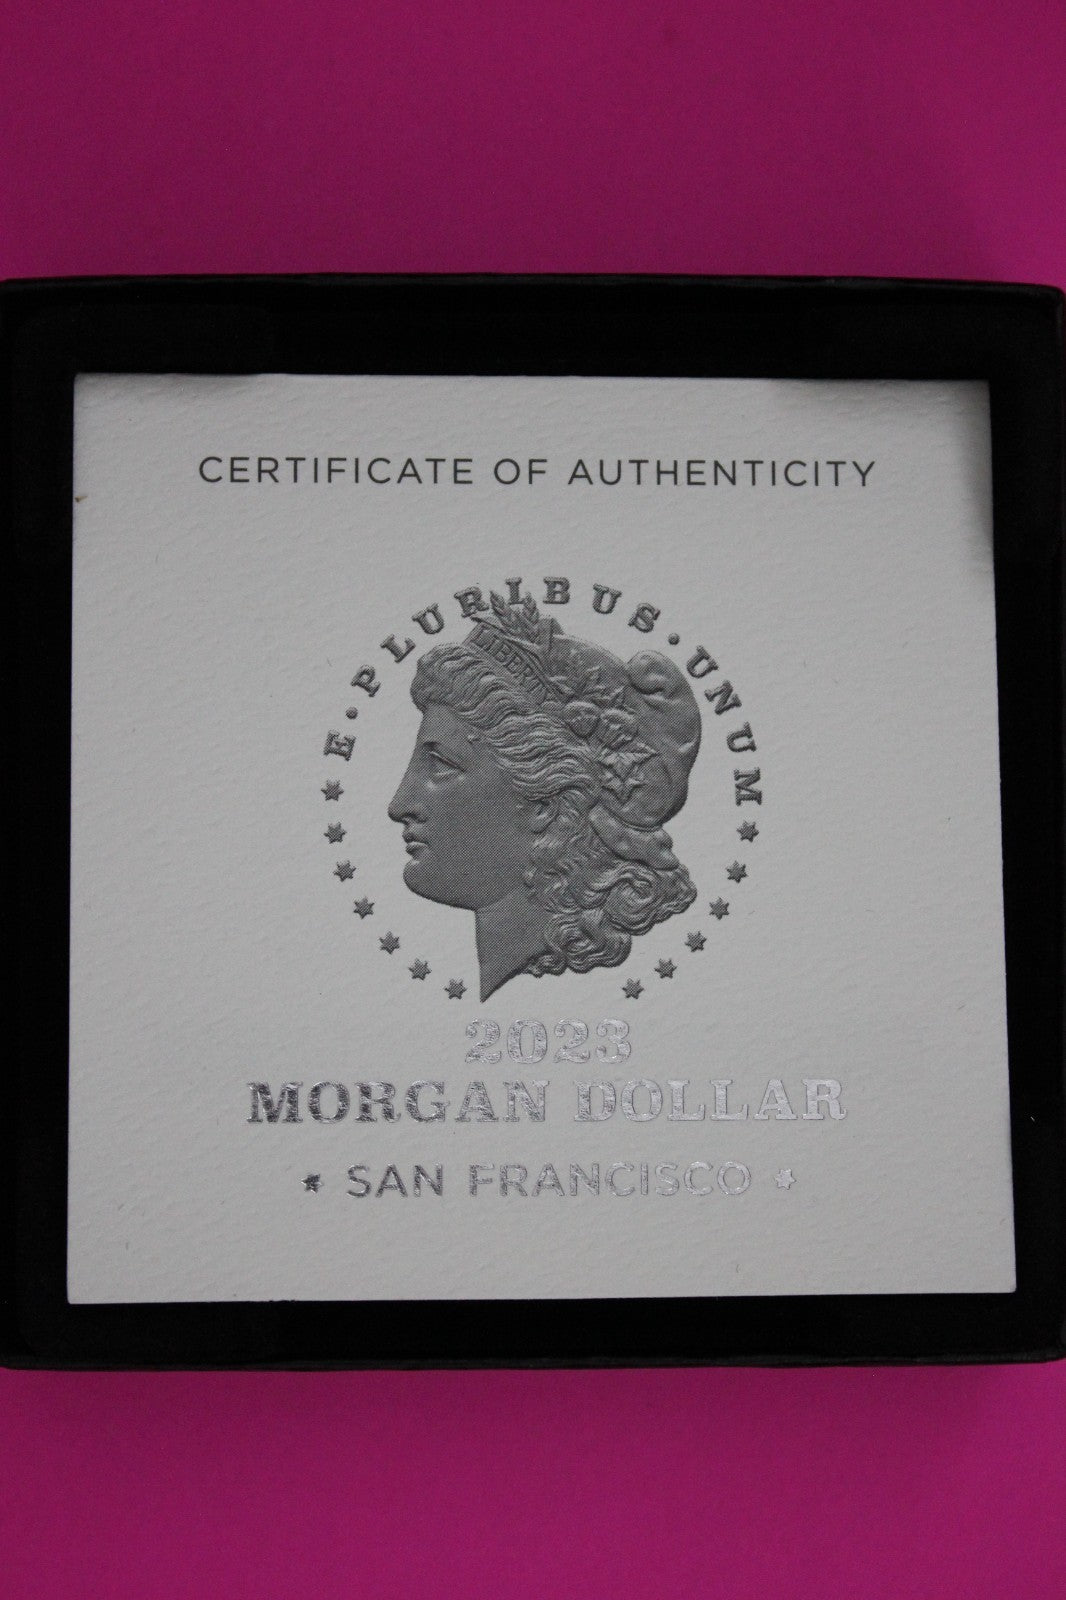 CERTIFICATE OF AUTHENTICITY
E·PLURIBUS·UNUM
LIBERTY
2023
MORGAN DOLLAR
★ SAN FRANCISCO ★